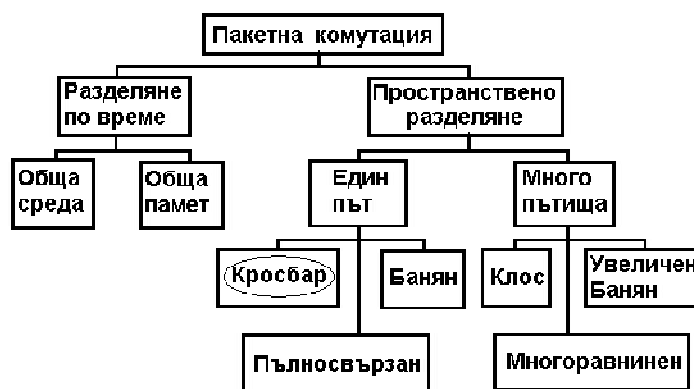 Пакетна комутация
Разделяне
по време
Пространствено
разделяне
Обща
среда
Обща
памет
Един
път
Много
пътища
Кросбар
Банян
Клос
Увеличен
Банян
Пълносвързан
Многоравнинен